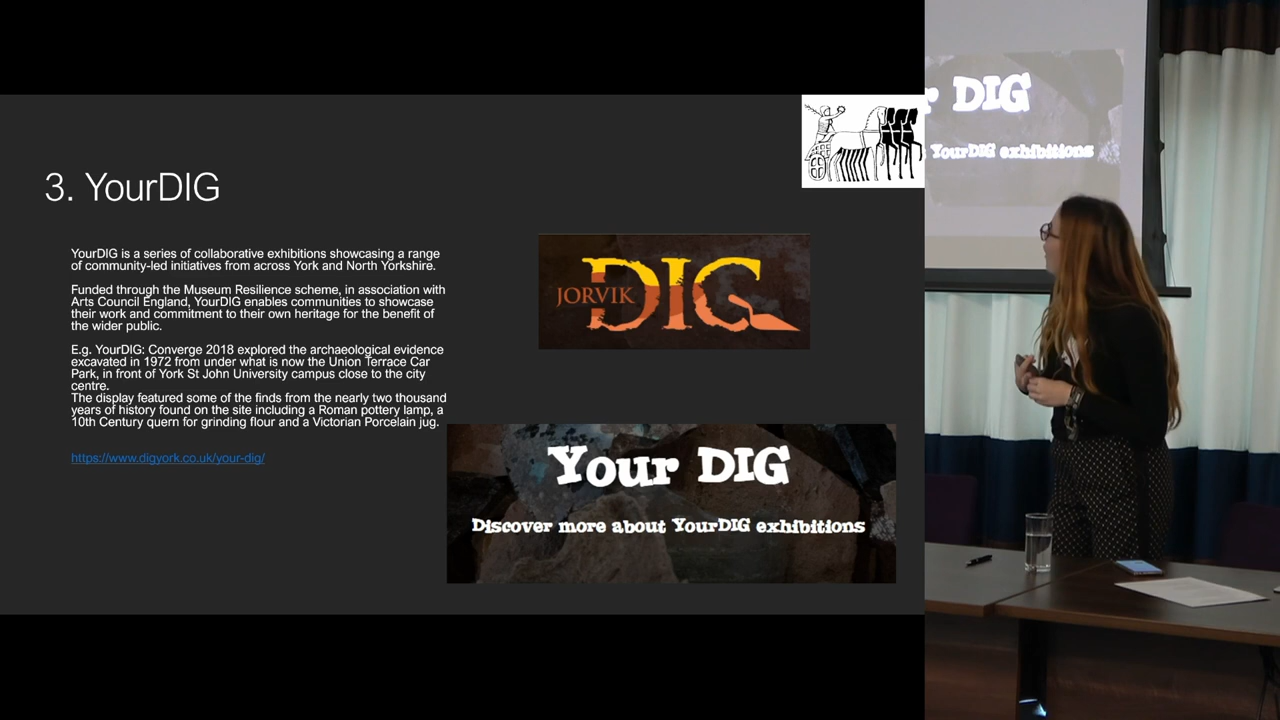 3. YourDIG
YourDIG is a series of collaborative exhibitions showcasing a range
of community-led initiatives from across York and North Yorkshire.
Funded through the Museum Resilience scheme, in association with
Arts Council England, YourDIG enables communities to showcase
their work and commitment to their own heritage for the benefit of
the wider public.
E.g. YourDIG: Converge 2018 explored the archaeological evidence
excavated in 1972 from under what is now the Union Terrace Car
Park, in front of York St John University campus close to the city
centre.
The display featured some of the finds from the nearly two thousand
years of history found on the site including a Roman pottery lamp, a
10th Century quern for grinding flour and a Victorian Porcelain jug.
https://www.digyork.co.uk/your-dig/
JORVIK DIG
Your DIG
Discover more about YourDIG exhibitions
r DIG
YourDIG exhibitions